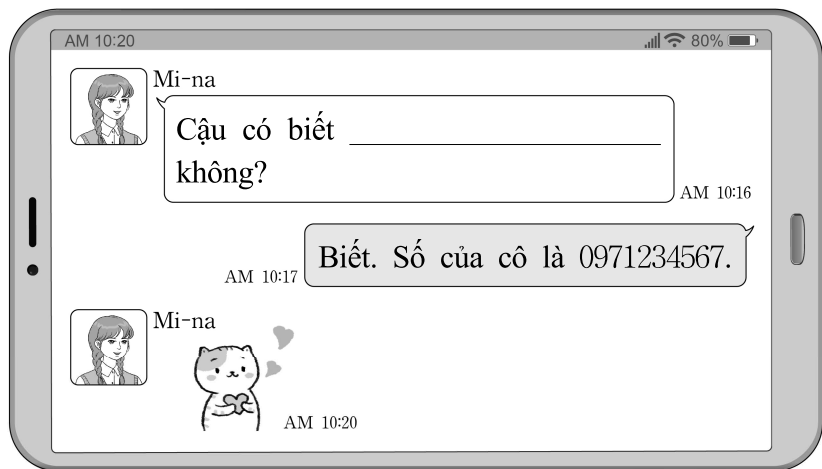 AM 10:20 80%
Mi-na
Cậu có biết ____________________
không?
AM 10:16
Biết. Số của cô là 0971234567.
AM 10:17
Mi-na
AM 10:20